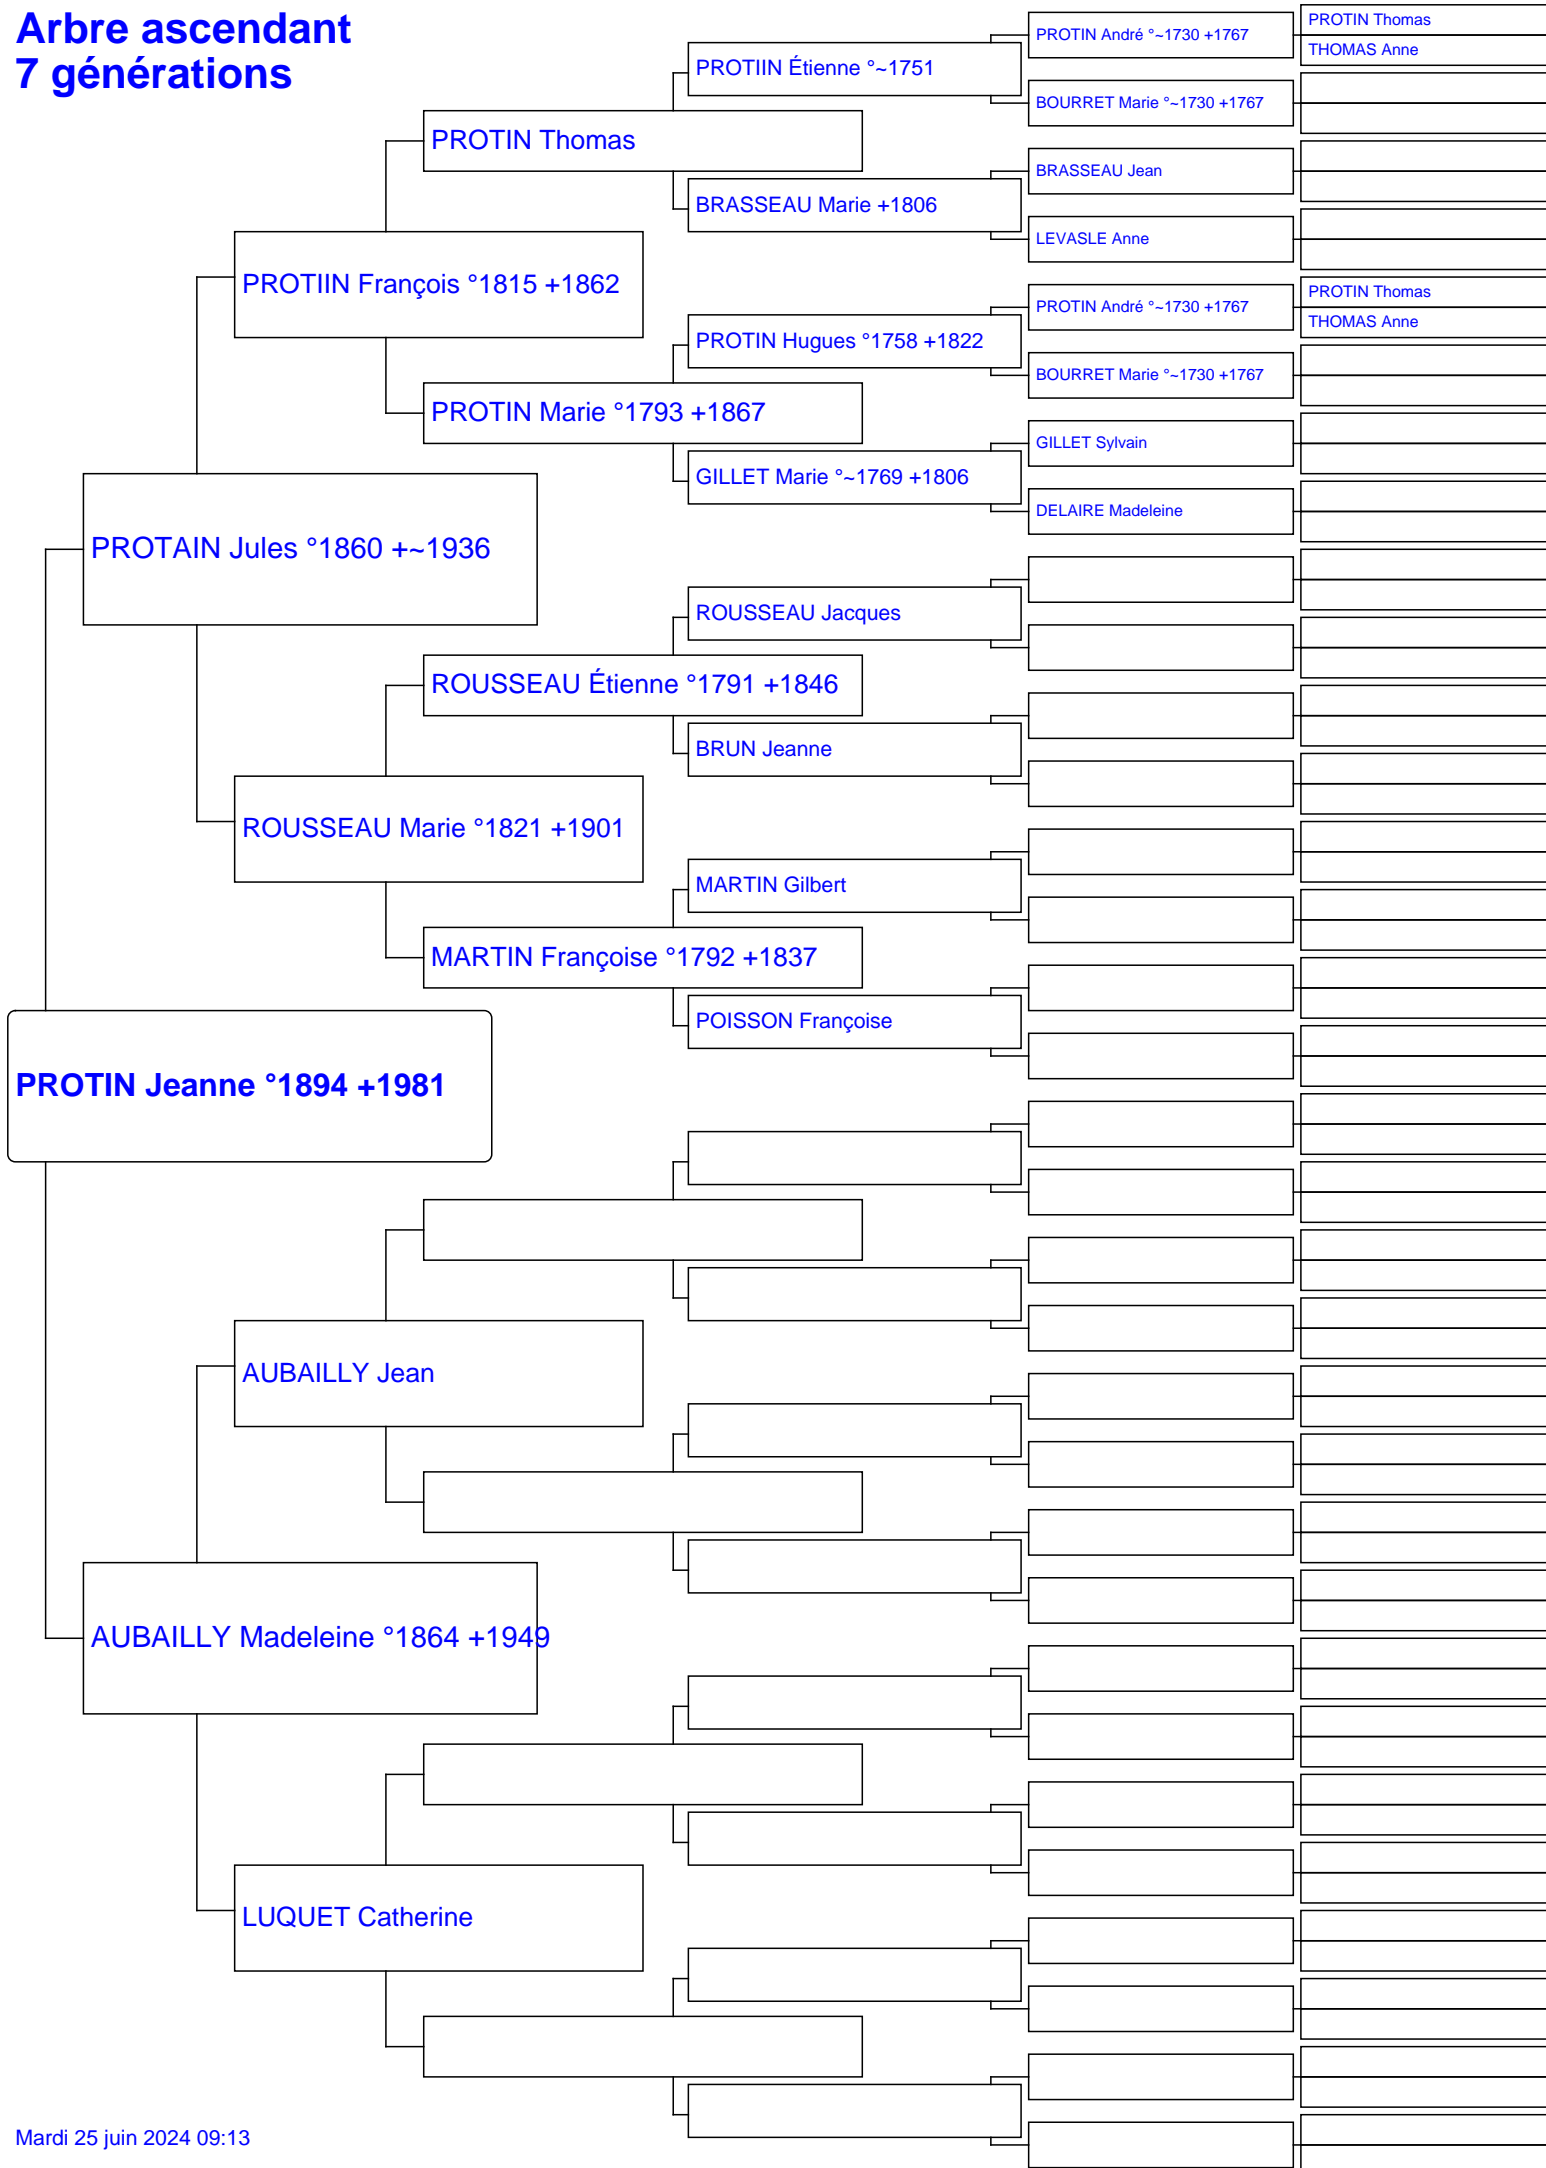 Arbre ascendant
7 générations
PROTIN Jeanne °1894 +1981
PROTAIN Jules °1860 +~1936
AUBAILLY Madeleine °1864 +1949
PROTIIN François °1815 +1862
ROUSSEAU Marie °1821 +1901
AUBAILLY Jean
LUQUET Catherine
PROTIN Thomas
PROTIN Marie °1793 +1867
ROUSSEAU Étienne °1791 +1846
MARTIN Françoise °1792 +1837
PROTIIN Étienne °~1751
BRASSEAU Marie +1806
PROTIN Hugues °1758 +1822
GILLET Marie °~1769 +1806
ROUSSEAU Jacques
BRUN Jeanne
MARTIN Gilbert
POISSON Françoise
PROTIN André °~1730 +1767
BOURRET Marie °~1730 +1767
BRASSEAU Jean
LEVASLE Anne
PROTIN André °~1730 +1767
BOURRET Marie °~1730 +1767
GILLET Sylvain
DELAIRE Madeleine
PROTIN Thomas
THOMAS Anne
PROTIN Thomas
THOMAS Anne
Mardi 25 juin 2024 09:13